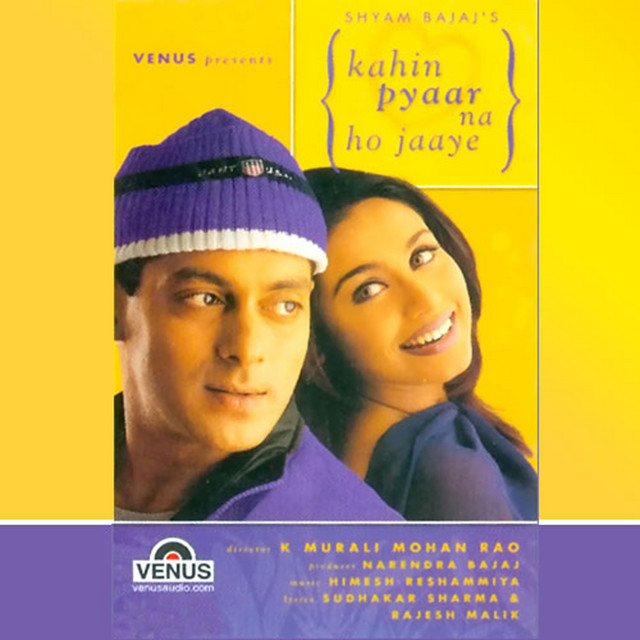 SHYAM BAJAJ'S
VENUS presents
kahin
pyaar
na
ho jaaye
director K MURALI MOHAN RAO
producer NARENDRA BAJAJ
music HIMESH RESHAMMIYA
lyrics SUDHAKAR SHARMA &
RAJESH MALIK
VENUS
venusaudio.com